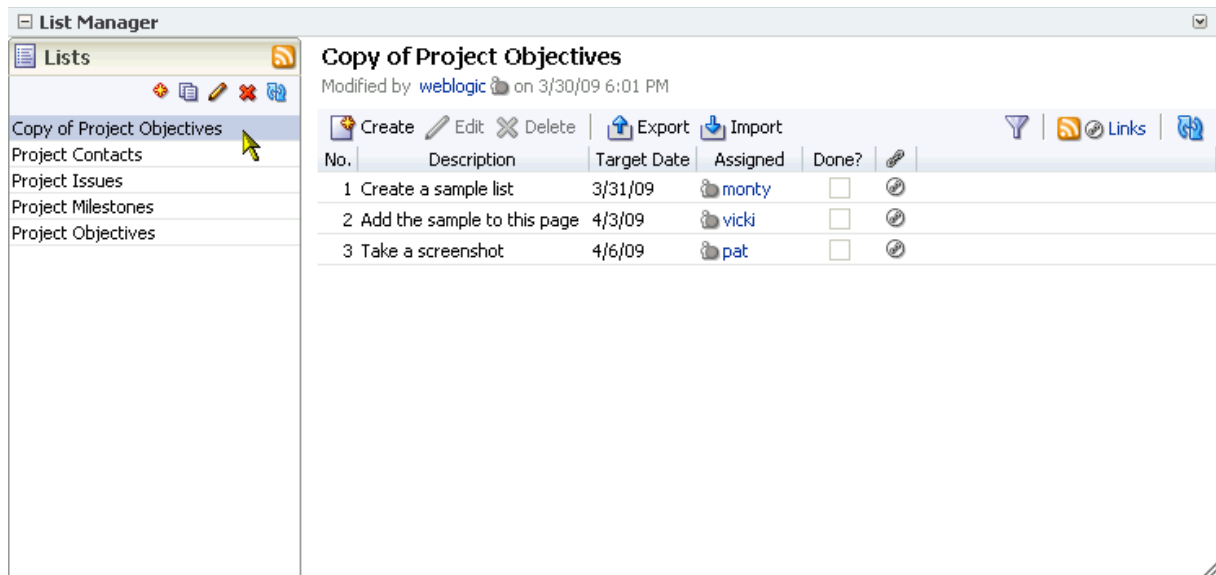 List Manager
Lists
Copy of Project Objectives
Project Contacts
Project Issues
Project Milestones
Project Objectives
Copy of Project Objectives
Modified by weblogic on 3/30/09 6:01 PM
Create Edit Delete Export Import Links
No. Description Target Date Assigned Done?
1 Create a sample list 3/31/09 monty
2 Add the sample to this page 4/3/09 vicki
3 Take a screenshot 4/6/09 pat